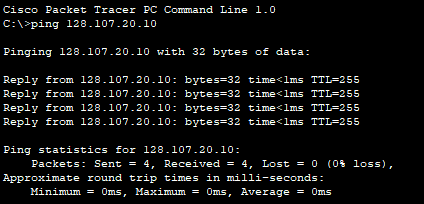 Cisco Packet Tracer PC Command Line 1.0
C:\>ping 128.107.20.10
Pinging 128.107.20.10 with 32 bytes of data:
Reply from 128.107.20.10: bytes=32 time<1ms TTL=255
Reply from 128.107.20.10: bytes=32 time<1ms TTL=255
Reply from 128.107.20.10: bytes=32 time<1ms TTL=255
Reply from 128.107.20.10: bytes=32 time<1ms TTL=255
Ping statistics for 128.107.20.10:
Packets: Sent = 4, Received = 4, Lost = 0 (0% loss),
Approximate round trip times in milli-seconds:
Minimum = 0ms, Maximum = 0ms, Average = 0ms